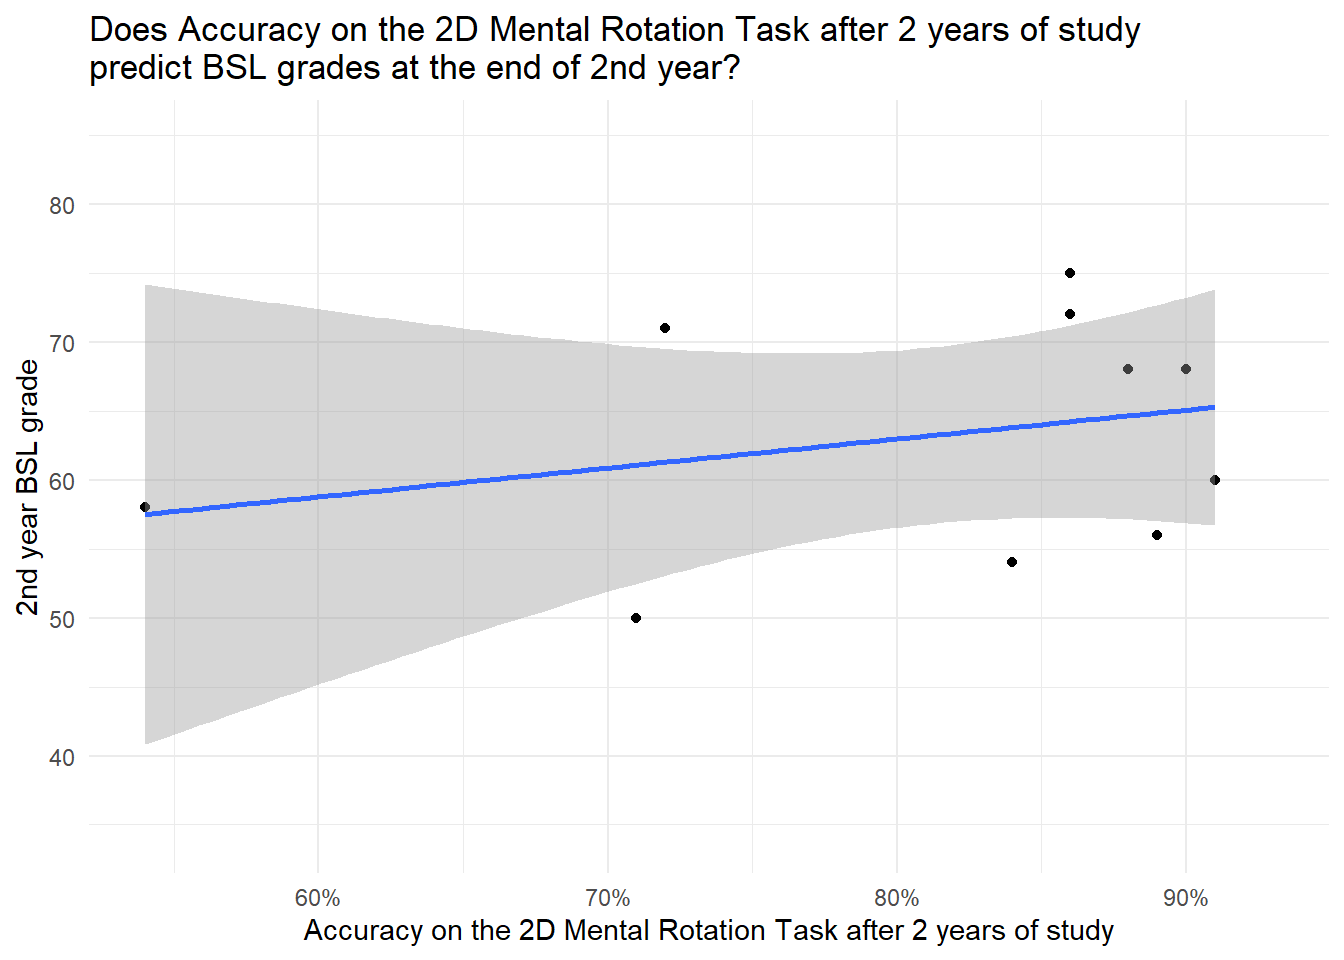 Does Accuracy on the 2D Mental Rotation Task after 2 years of study
predict BSL grades at the end of 2nd year?
2nd year BSL grade
80
70
60
50
40
60%
70%
80%
90%
Accuracy on the 2D Mental Rotation Task after 2 years of study